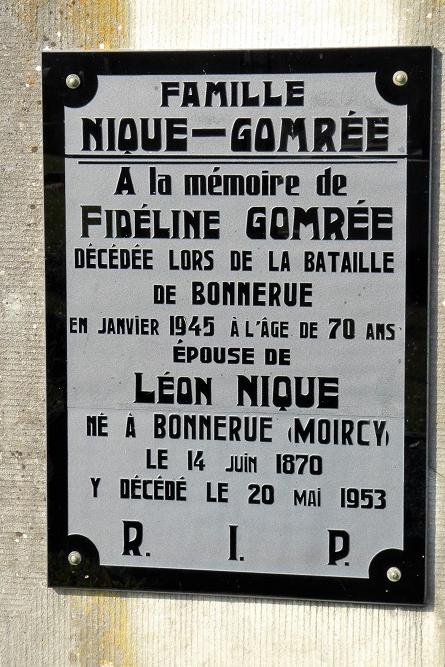 FAMILLE
NIQUE—GOMRÉE
A la mémoire de
FIDÉLINE GOMRÉE
DÉCÉDÉE LORS DE LA BATAILLE
DE BONNERUE
EN JANVIER 1945 À L'ÂGE DE 70 ANS
ÉPOUSE DE
LÉON NIQUE
NÉ À BONNERUE (MOIRCY)
LE 14 JUIN 1870
Y DÉCÉDÉ LE 20 MAI 1953
R. I. P.